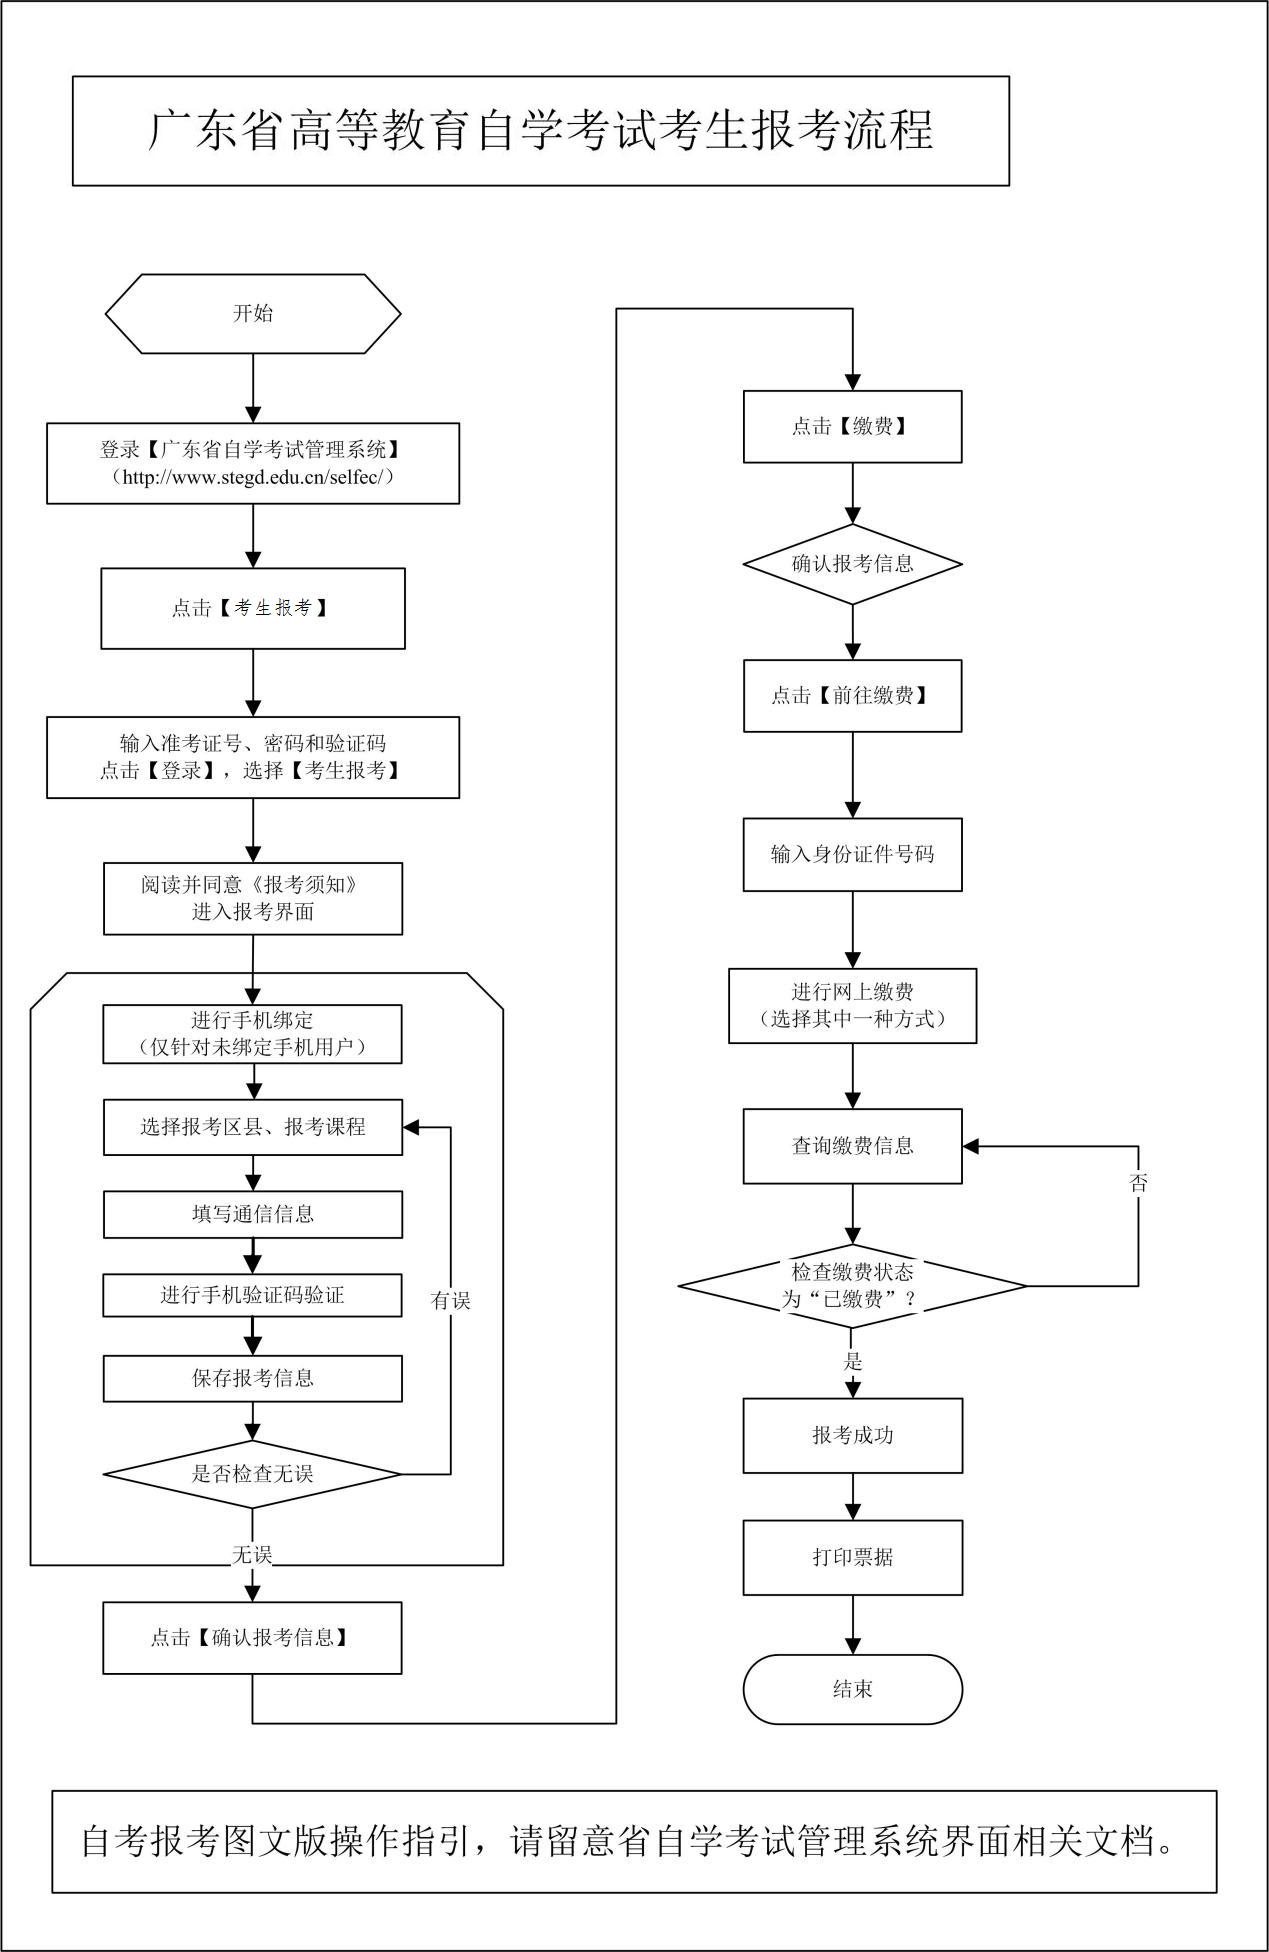 广东省高等教育自学考试考生报考流程
开始
登录【广东省自学考试管理系统】
（http://www.stegd.edu.cn/selfec/）
点击【考生报考】
输入准考证号、密码和验证码
点击【登录】，选择【考生报考】
阅读并同意《报考须知》
进入报考界面
进行手机绑定
（仅针对未绑定手机用户）
选择报考区县、报考课程
填写通信信息
进行手机验证码验证
有误
保存报考信息
是否检查无误
无误
点击【确认报考信息】
点击【缴费】
确认报考信息
点击【前往缴费】
输入身份证件号码
进行网上缴费
（选择其中一种方式）
查询缴费信息
否
检查缴费状态
为“已缴费”？
是
报考成功
打印票据
结束
自考报考图文版操作指引，请留意省自学考试管理系统界面相关文档。